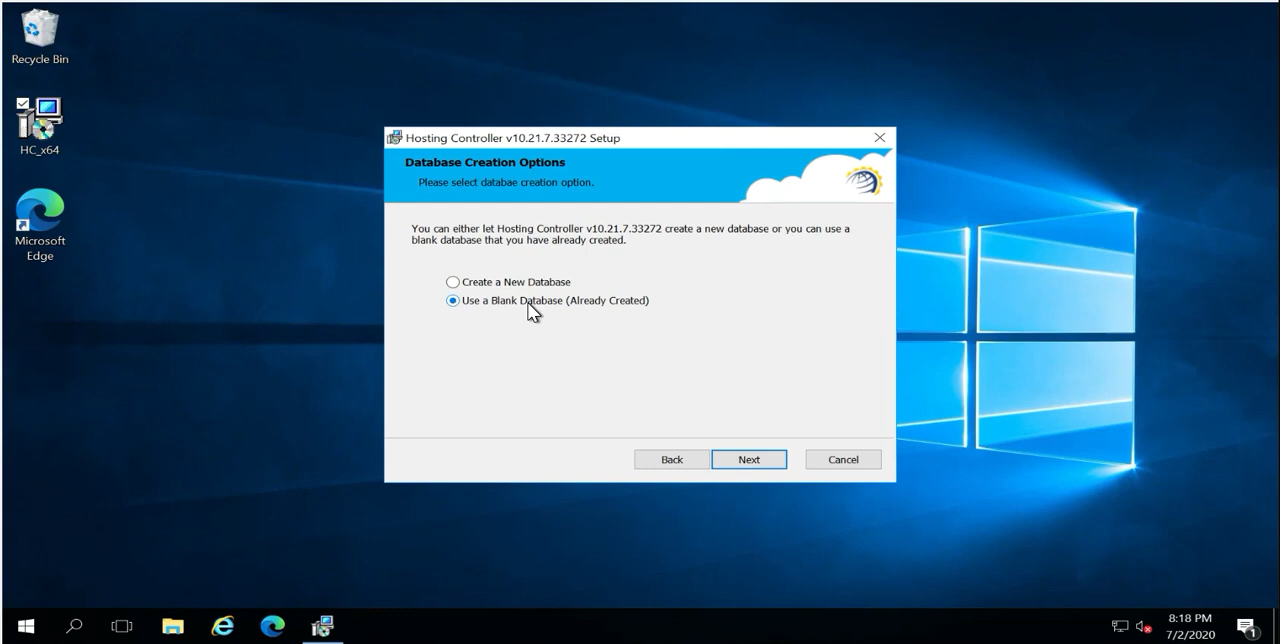 Recycle Bin
HC_x64
Microsoft
Edge
Hosting Controller v10.21.7.33272 Setup
Database Creation Options
Please select databae creation option.
You can either let Hosting Controller v10.21.7.33272 create a new database or you can use a
blank database that you have already created.
Create a New Database
Use a Blank Database (Already Created)
Back
Next
Cancel
8:18 PM
7/2/2020
1